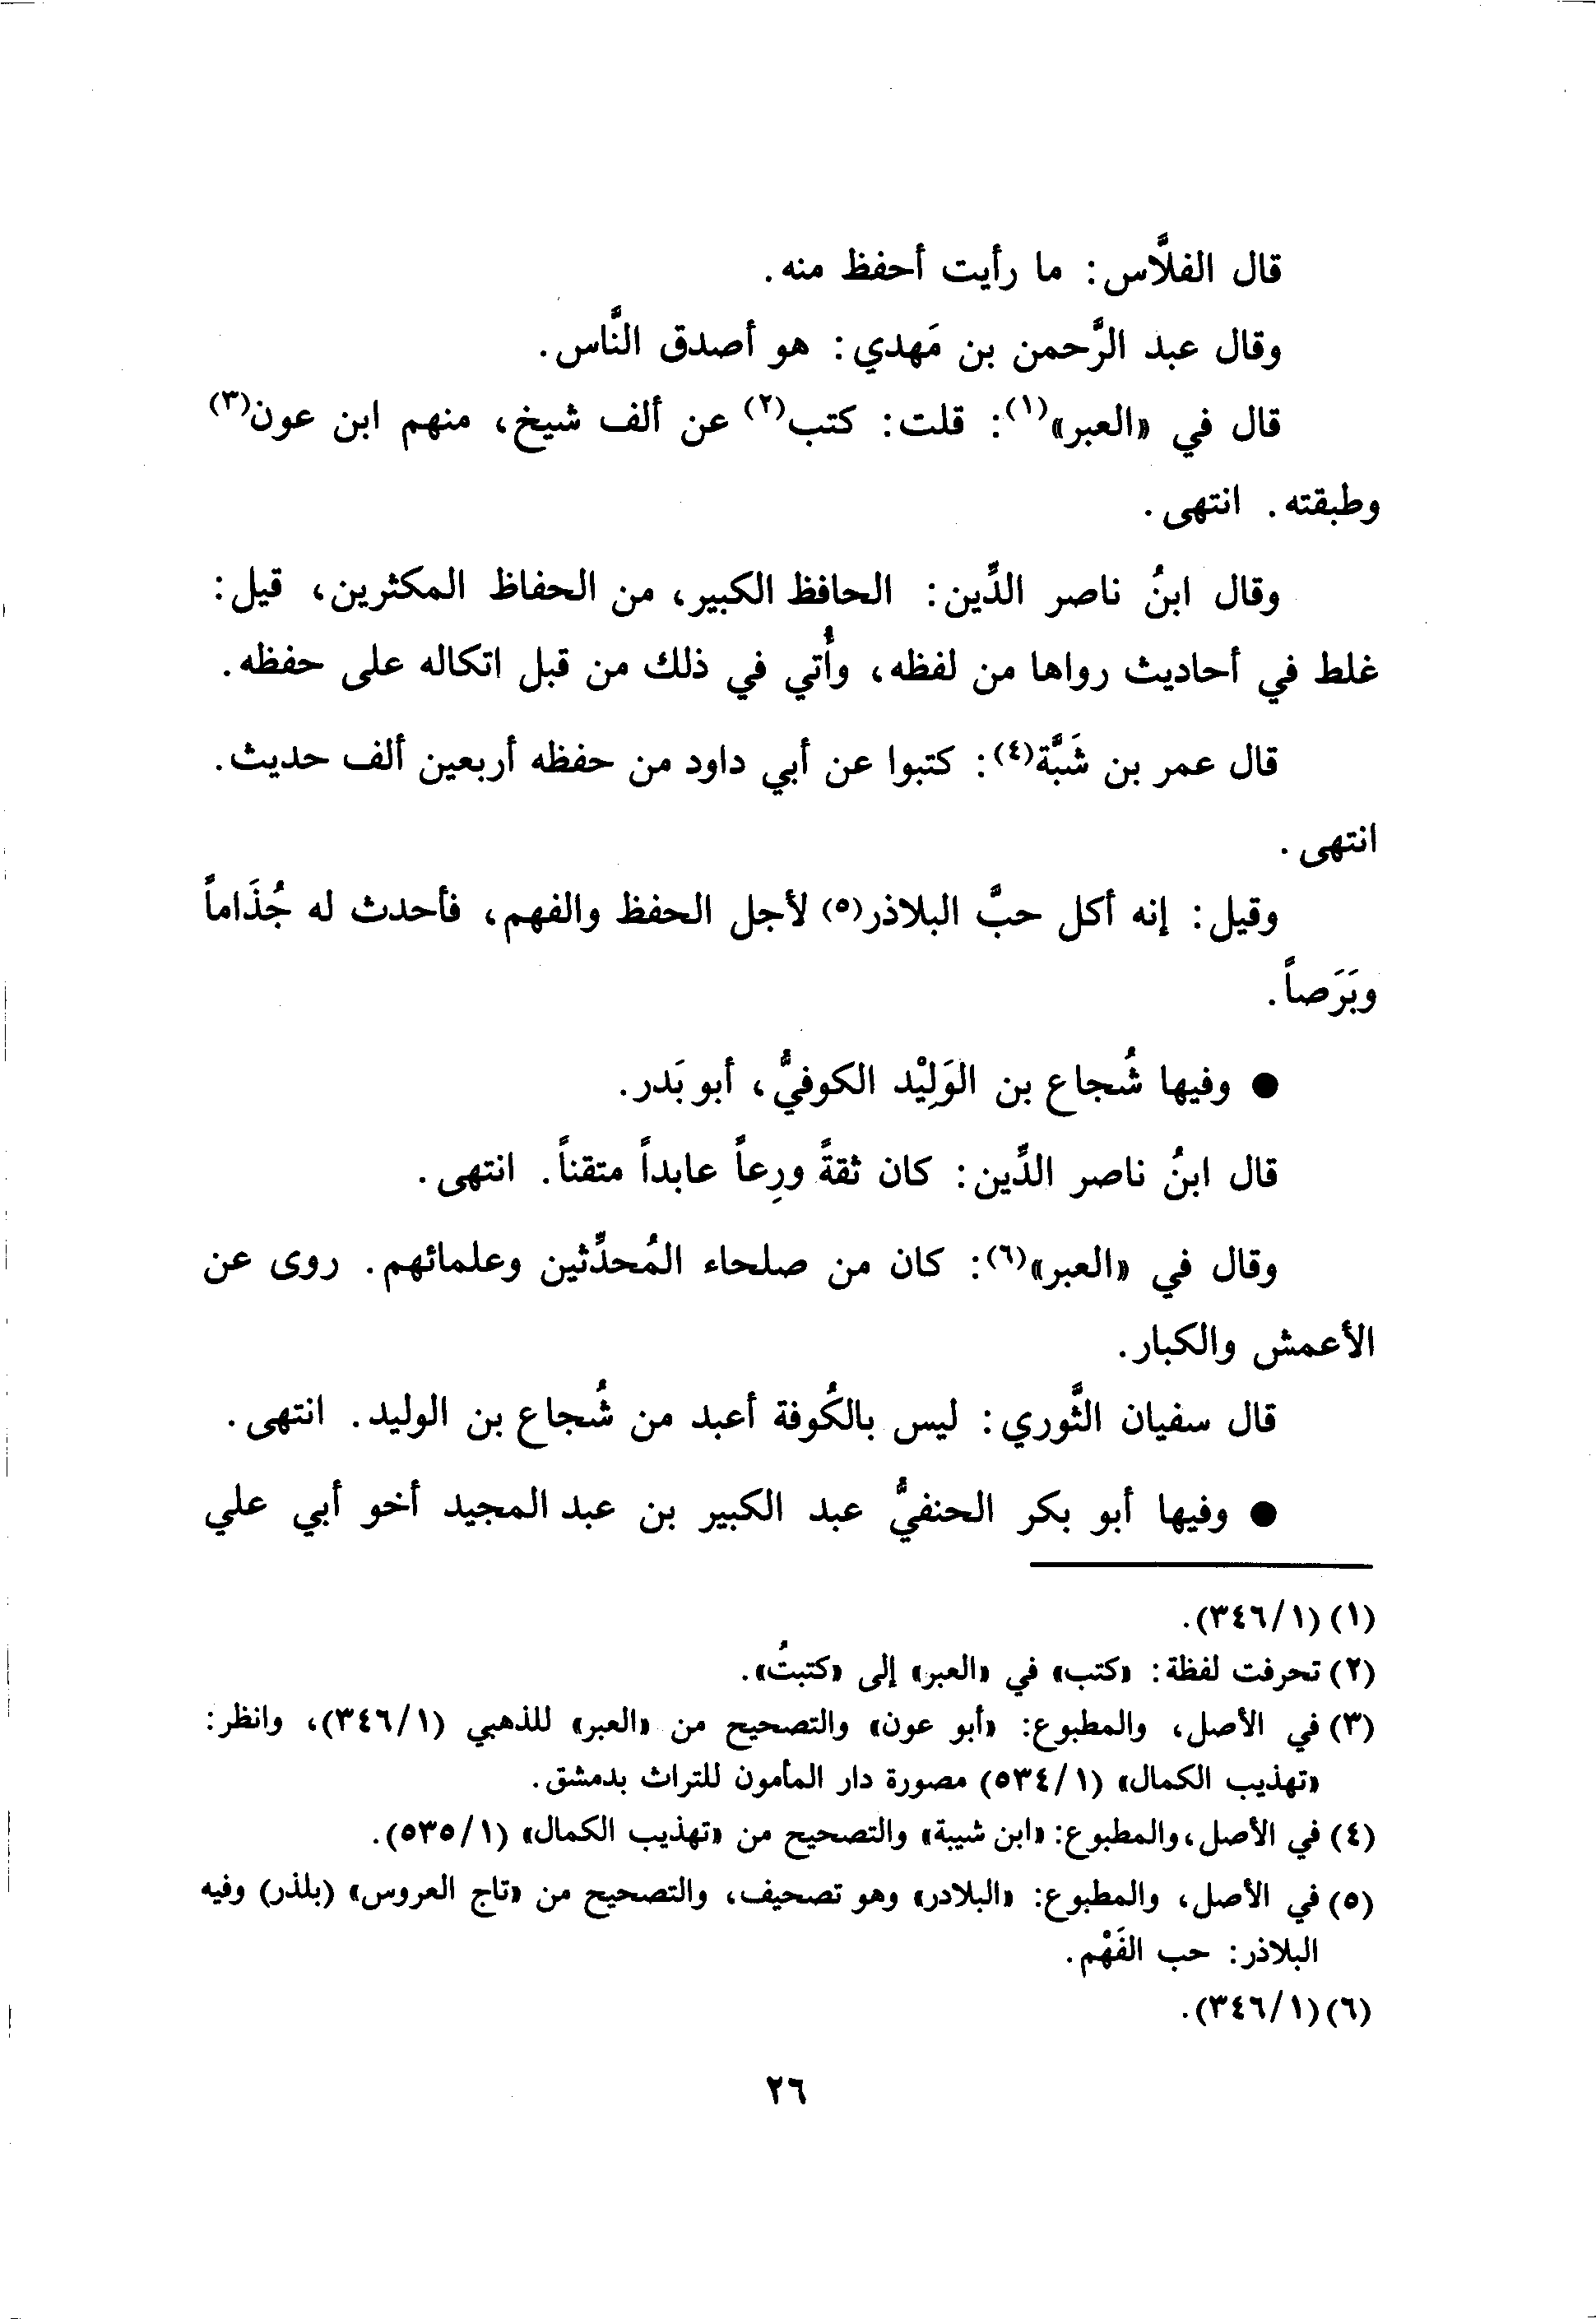 قال الفلاَّس: ما رأيت أحفظ منه.
وقال عبد الرَّحمن بن مَهدي: هو أصدق النَّاس.
قال في «العبر»(١): قلت: كتب(٢) عن ألف شيخ، منهم ابن عون(٣)
وطبقته. انتهى.
وقال ابنُ ناصر الدِّين: الحافظ الكبير، من الحفاظ المكثرين، قيل:
غلط في أحاديث رواها من لفظه، وأُتي في ذلك من قبل اتكاله على حفظه.
قال عمر بن شَبَّة(٤): كتبوا عن أبي داود من حفظه أربعين ألف حديث.
انتهى.
وقيل: إنه أكل حبَّ البلاذر(٥) لأجل الحفظ والفهم، فأحدث له جُذَاماً
وبَرَصاً.
● وفيها شُجاع بن الوَلِيْد الكوفيُّ، أبو بَدر.
قال ابنُ ناصر الدِّين: كان ثقةً ورِعاً عابداً متقناً. انتهى.
وقال في «العبر»(٦): كان من صلحاء المُحدِّثين وعلمائهم. روى عن
الأعمش والكبار.
قال سفيان الثَّوري: ليس بالكُوفة أعبد من شُجاع بن الوليد. انتهى.
● وفيها أبو بكر الحنفيُّ عبد الكبير بن عبد المجيد أخو أبي علي
(١) (٣٤٦/١).
(٢) تحرفت لفظة: «كتب» في «العبر» إلى «كتبتُ».
(٣) في الأصل، والمطبوع: «أبو عون» والتصحيح من «العبر» للذهبي (٣٤٦/١)، وانظر:
«تهذيب الكمال» (٥٣٤/١) مصورة دار المأمون للتراث بدمشق.
(٤) في الأصل، والمطبوع: «ابن شيبة» والتصحيح من «تهذيب الكمال» (٥٣٥/١).
(٥) في الأصل، والمطبوع: «البلادر» وهو تصحيف، والتصحيح من «تاج العروس» (بلذر) وفيه
البلاذر: حب الفَهْم.
(٦) (٣٤٦/١).
٢٦